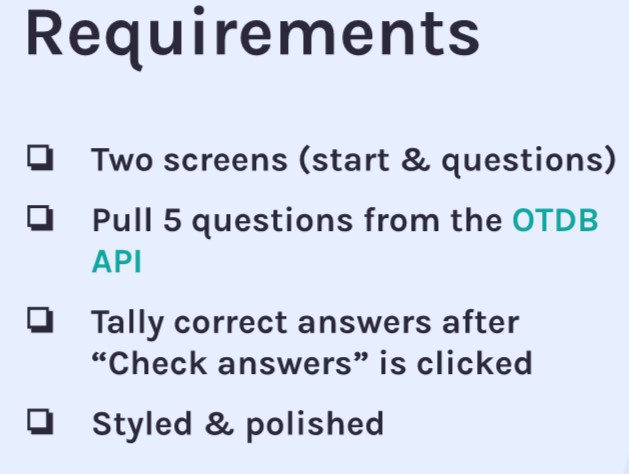 Requirements
Two screens (start & questions)
Pull 5 questions from the OTDB
API
Tally correct answers after
“Check answers” is clicked
Styled & polished